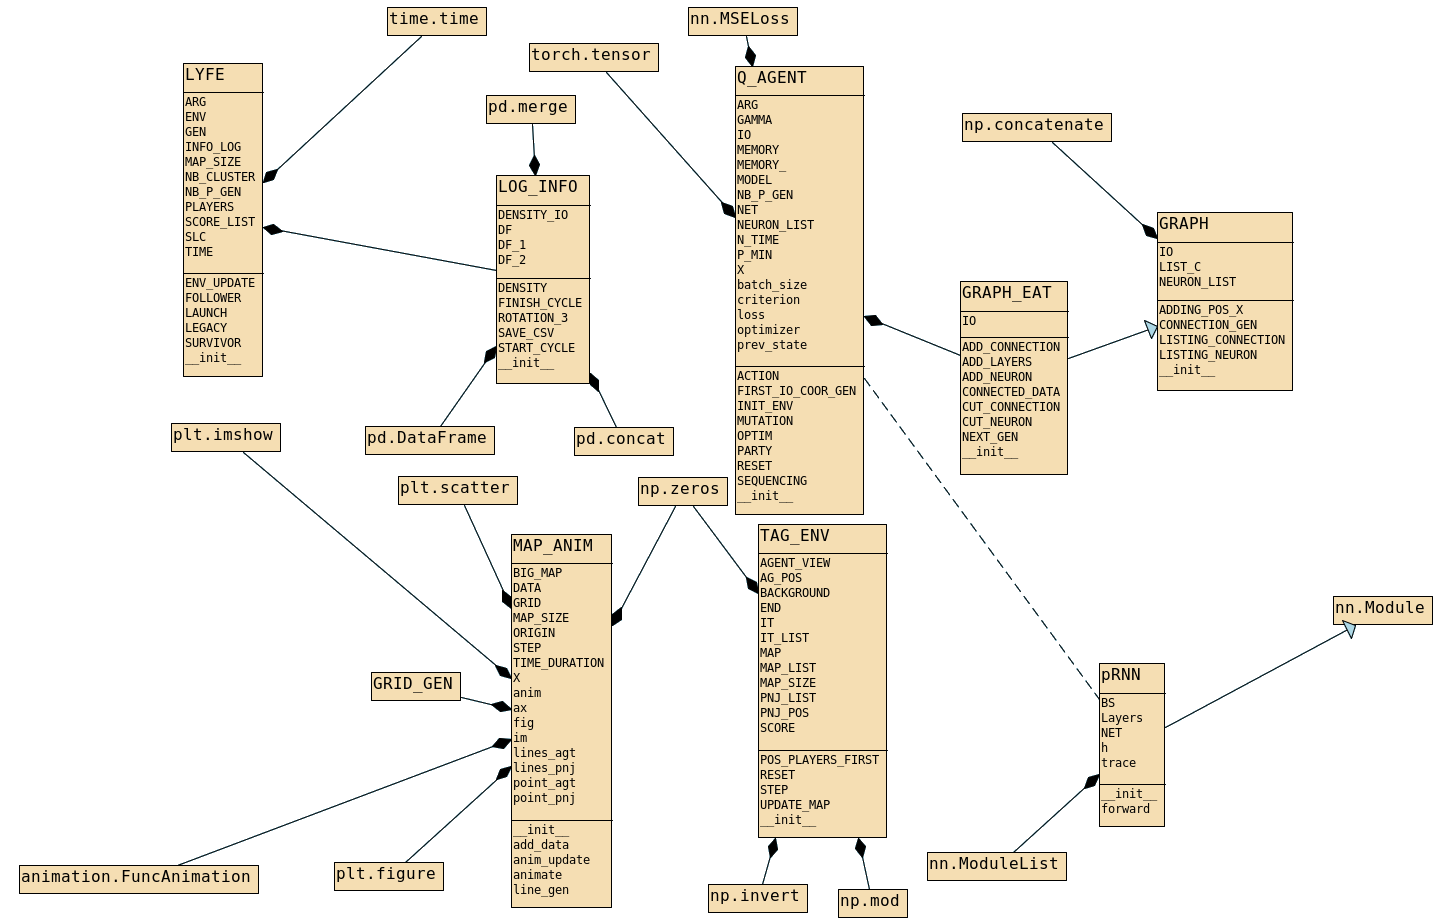 time.time
nn.MSELoss
torch.tensor
LYFE
ARG
ENV
GEN
INFO_LOG
MAP_SIZE
NB_CLUSTER
NB_P_GEN
PLAYERS
SCORE_LIST
SLC
TIME
ENV_UPDATE
FOLLOWER
LAUNCH
LEGACY
SURVIVOR
__init__
pd.merge
LOG_INFO
DENSITY_IO
DF
DF_1
DF_2
DENSITY
FINISH_CYCLE
ROTATION_3
SAVE_CSV
START_CYCLE
__init__
Q_AGENT
ARG
GAMMA
IO
MEMORY
MEMORY_
MODEL
NB_P_GEN
NET
NEURON_LIST
N_TIME
P_MIN
X
batch_size
criterion
loss
optimizer
prev_state
ACTION
FIRST_IO_COOR_GEN
INIT_ENV
MUTATION
OPTIM
PARTY
RESET
SEQUENCING
__init__
np.concatenate
GRAPH
IO
LIST_C
NEURON_LIST
ADDING_POS_X
CONNECTION_GEN
LISTING_CONNECTION
LISTING_NEURON
__init__
GRAPH_EAT
IO
ADD_CONNECTION
ADD_LAYERS
ADD_NEURON
CONNECTED_DATA
CUT_CONNECTION
CUT_NEURON
NEXT_GEN
__init__
plt.imshow
pd.DataFrame
pd.concat
plt.scatter
np.zeros
MAP_ANIM
BIG_MAP
DATA
GRID
MAP_SIZE
ORIGIN
STEP
TIME_DURATION
X
anim
ax
fig
im
lines_agt
lines_pnj
point_agt
point_pnj
__init__
add_data
anim_update
animate
line_gen
TAG_ENV
AGENT_VIEW
AG_POS
BACKGROUND
END
IT
IT_LIST
MAP
MAP_LIST
MAP_SIZE
PNJ_LIST
PNJ_POS
SCORE
POS_PLAYERS_FIRST
RESET
STEP
UPDATE_MAP
__init__
nn.Module
pRNN
BS
Layers
NET
h
trace
__init__
forward
GRID_GEN
animation.FuncAnimation
plt.figure
np.invert
np.mod
nn.ModuleList